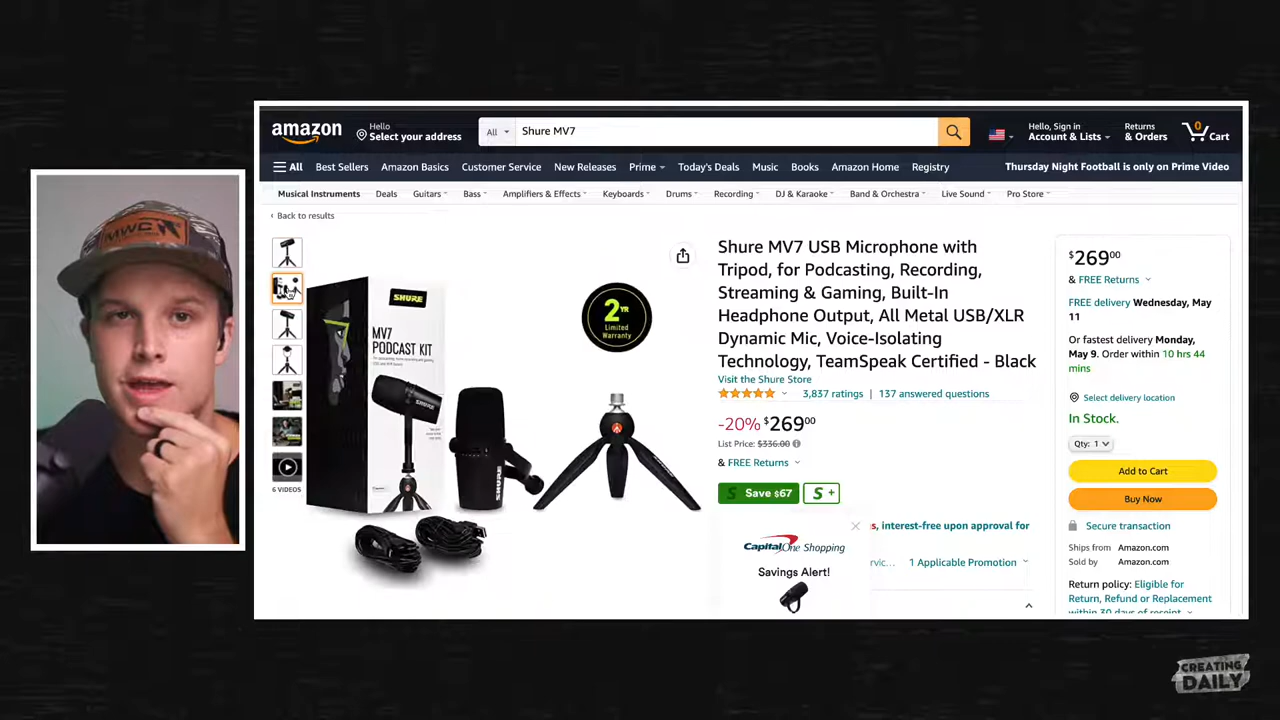 amazon
Hello
Select your address
All
Shure MV7
Hello, Sign in
Account & Lists
Returns
& Orders
0
Cart
All
Best Sellers
Amazon Basics
Customer Service
New Releases
Prime
Today's Deals
Music
Books
Amazon Home
Registry
Thursday Night Football is only on Prime Video
Musical Instruments
Deals
Guitars
Bass
Amplifiers & Effects
Keyboards
Drums
Recording
DJ & Karaoke
Band & Orchestra
Live Sound
Pro Store
‹ Back to results
MWC
6 VIDEOS
SHURE
MV7
PODCAST KIT
SHURE
SHURE
2 YR
Limited
Warranty
Shure MV7 USB Microphone with
Tripod, for Podcasting, Recording,
Streaming & Gaming, Built-In
Headphone Output, All Metal USB/XLR
Dynamic Mic, Voice-Isolating
Technology, TeamSpeak Certified - Black
Visit the Shure Store
3,837 ratings | 137 answered questions
-20% $26900
List Price: $336.00
& FREE Returns
S Save $67
S +
s, interest-free upon approval for
Capital One Shopping
Savings Alert!
1 Applicable Promotion
$26900
& FREE Returns
FREE delivery Wednesday, May
11
Or fastest delivery Monday,
May 9. Order within 10 hrs 44
mins
Select delivery location
In Stock.
Qty: 1
Add to Cart
Buy Now
Secure transaction
Ships from Amazon.com
Sold by Amazon.com
Return policy: Eligible for
Return, Refund or Replacement
within 30 days of receipt
CREATING
DAILY